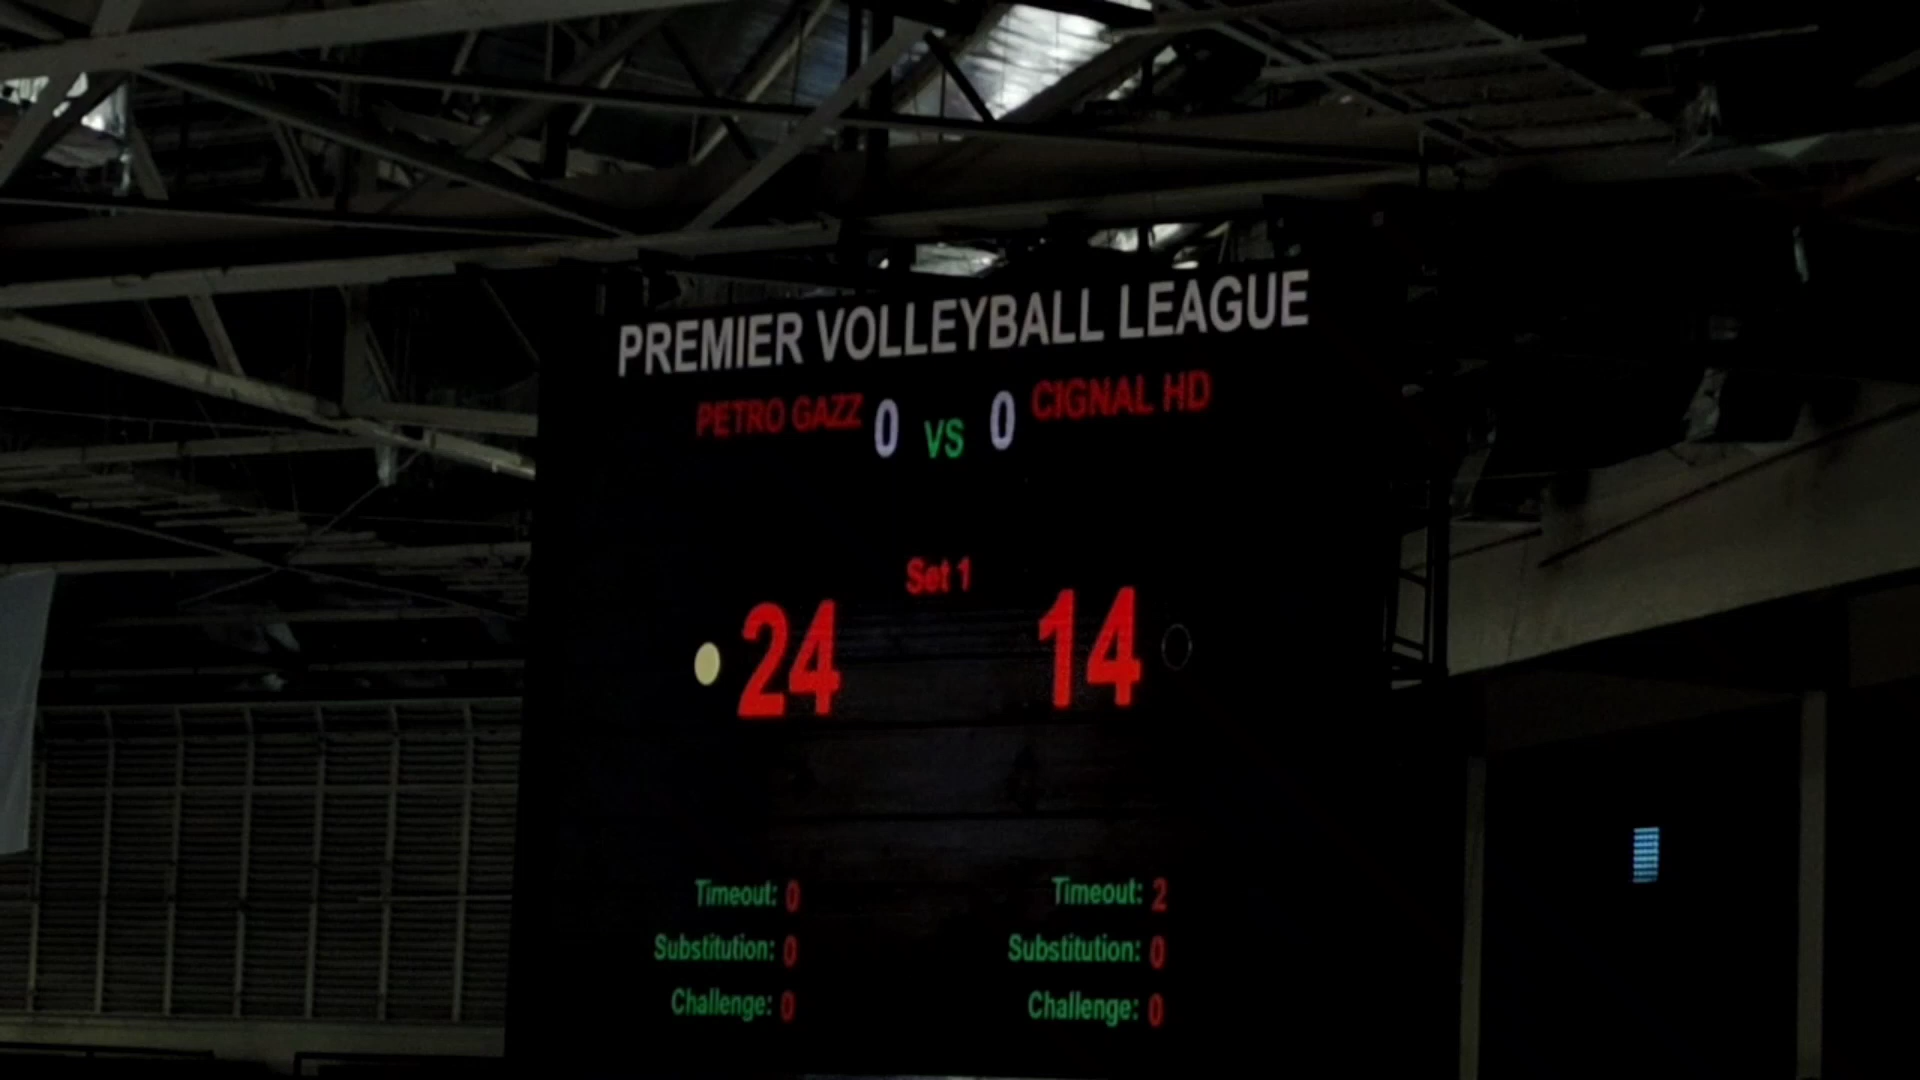 PREMIER VOLLEYBALL LEAGUE
PETRO GAZZ 0 VS 0 CIGNAL HD
Set 1
24 14
Timeout: 0 Timeout: 2
Substitution: 0 Substitution: 0
Challenge: 0 Challenge: 0